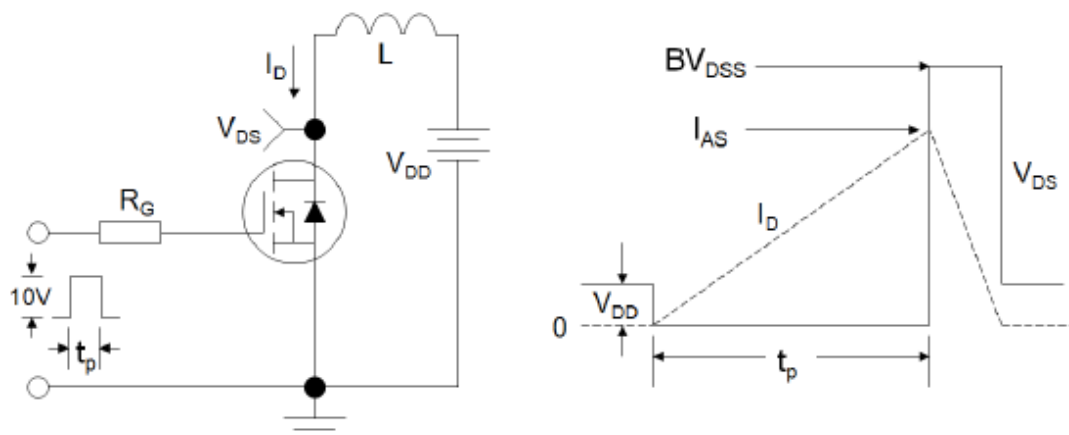 I_D
L
V_DS
V_DD
R_G
10V
t_p
BV_DSS
I_AS
V_DS
I_D
V_DD
0
t_p